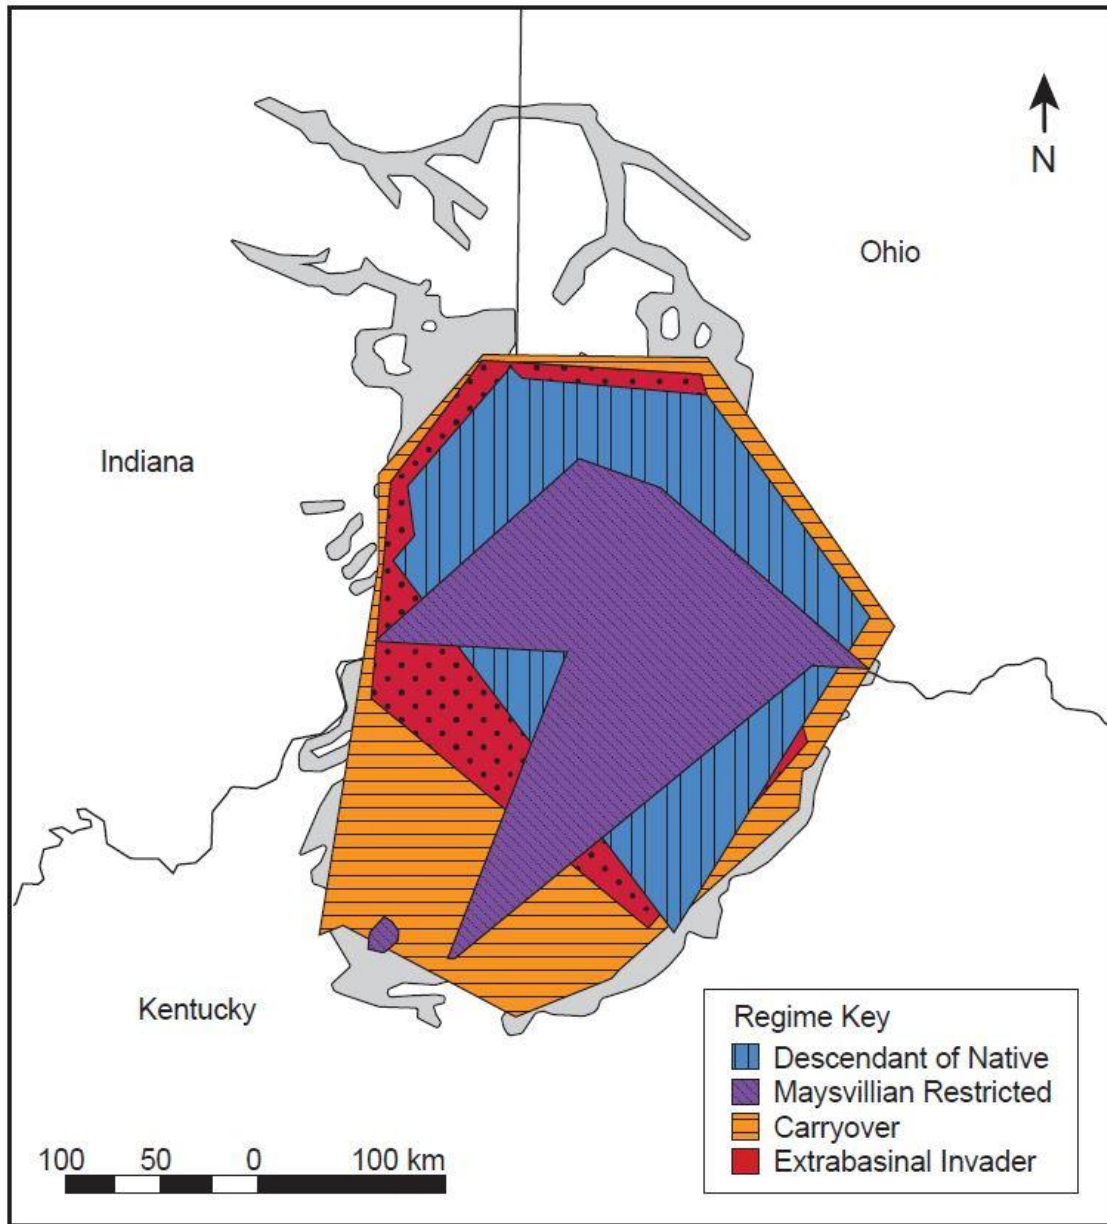 N
Ohio
Indiana
Kentucky
Regime Key
Descendant of Native
Maysvillian Restricted
Carryover
Extrabasinal Invader
100 50 0 100 km